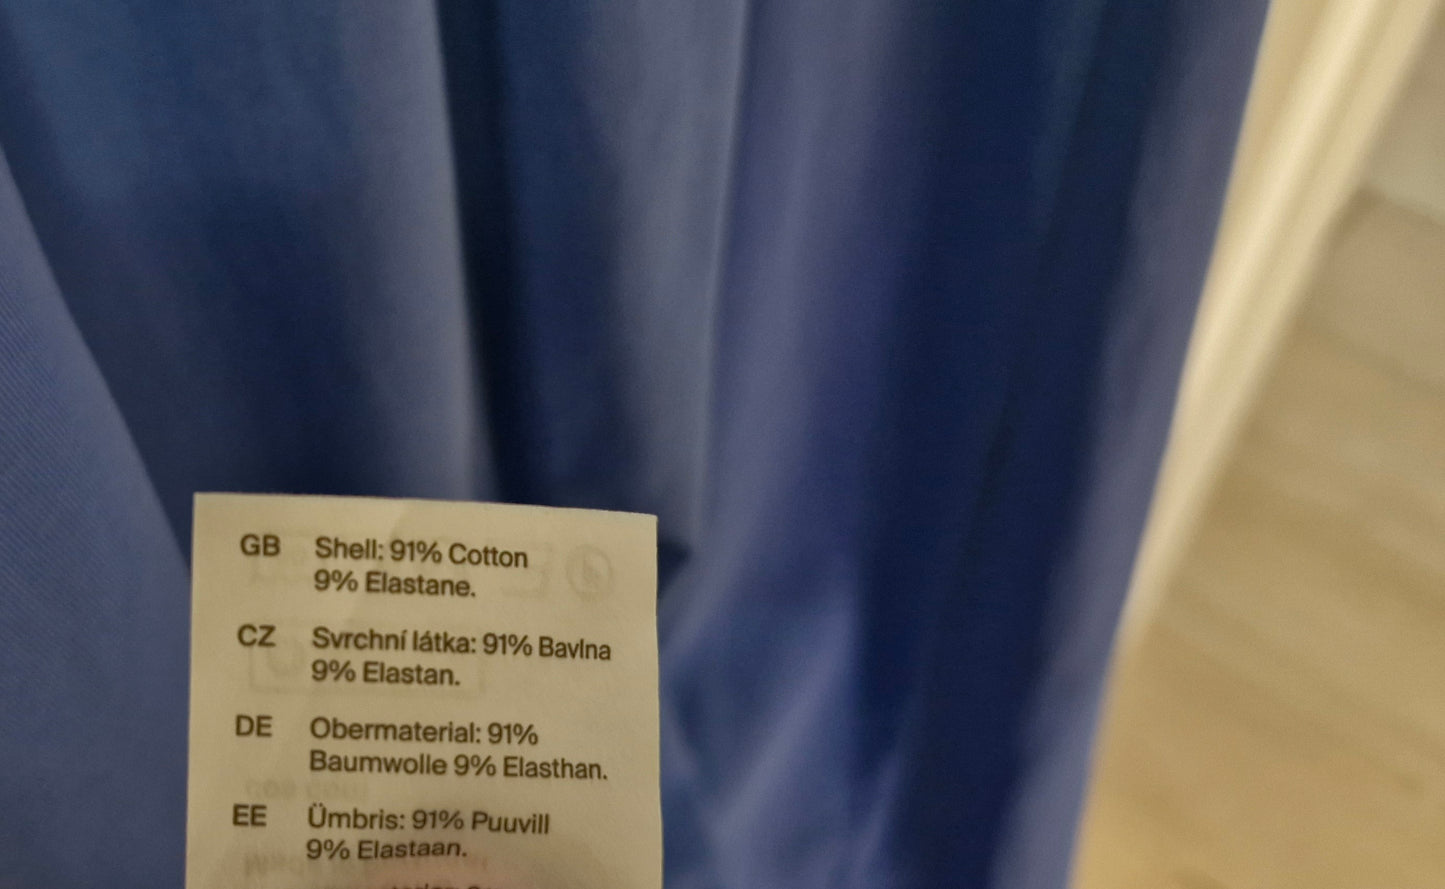 GB Shell: 91% Cotton
9% Elastane.
CZ Svrchní látka: 91% Bavlna
9% Elastan.
DE Obermaterial: 91%
Baumwolle 9% Elasthan.
EE Ümbris: 91% Puuvill
9% Elastaan.